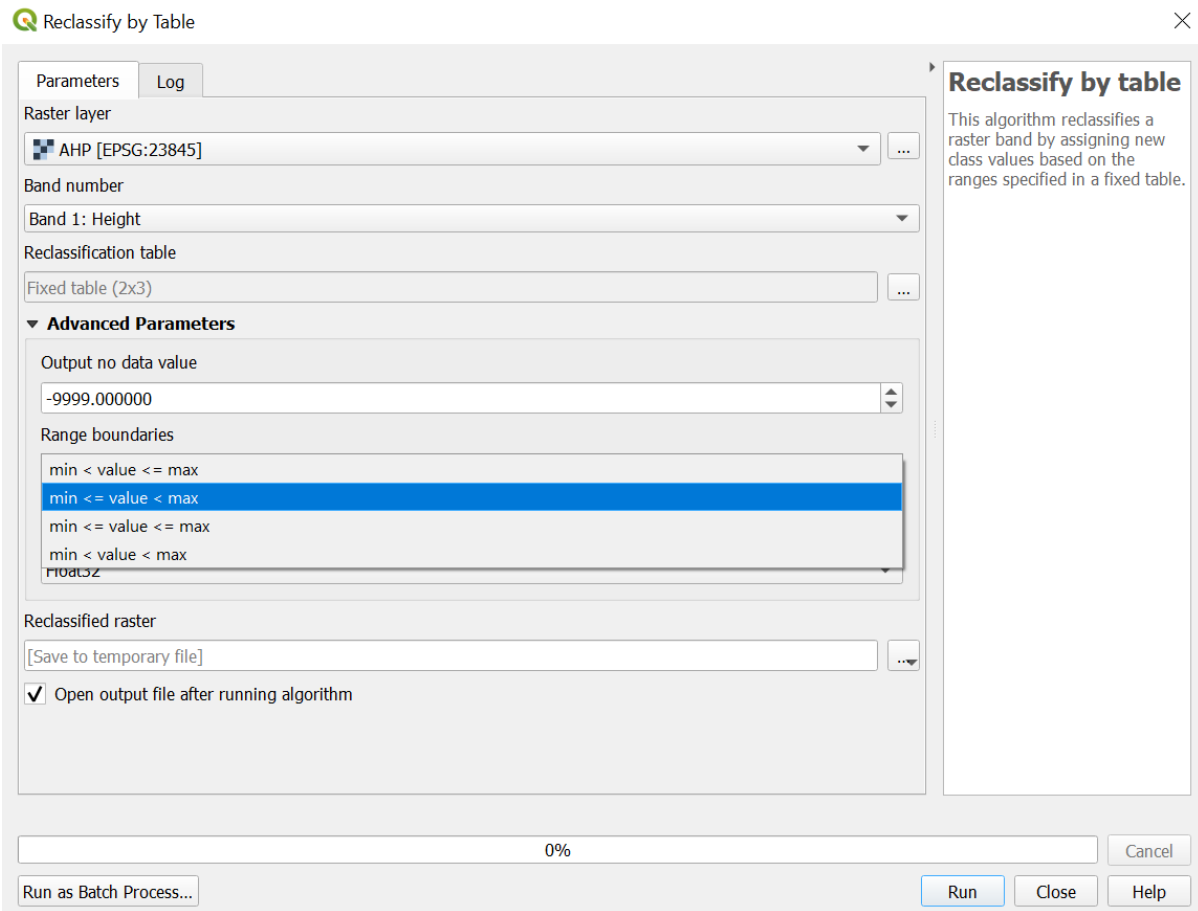 Reclassify by Table
Parameters
Log
Raster layer
AHP [EPSG:23845]
...
Band number
Band 1: Height
Reclassification table
Fixed table (2x3)
...
Advanced Parameters
Output no data value
-9999.000000
Range boundaries
min < value <= max
min <= value < max
min <= value <= max
min < value < max
Float32
Reclassified raster
[Save to temporary file]
...
Open output file after running algorithm
Reclassify by table
This algorithm reclassifies a
raster band by assigning new
class values based on the
ranges specified in a fixed table.
0%
Cancel
Run as Batch Process...
Run
Close
Help